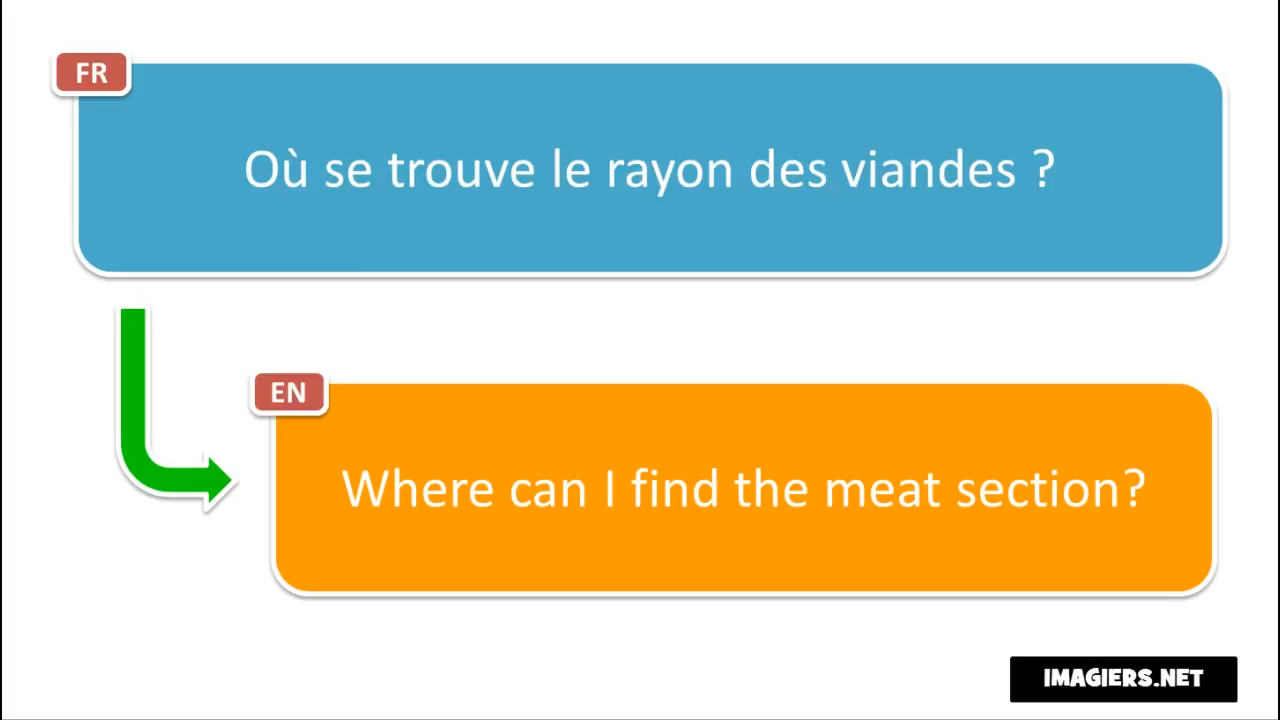 FR
Où se trouve le rayon des viandes ?
EN
Where can I find the meat section?
IMAGIERS.NET